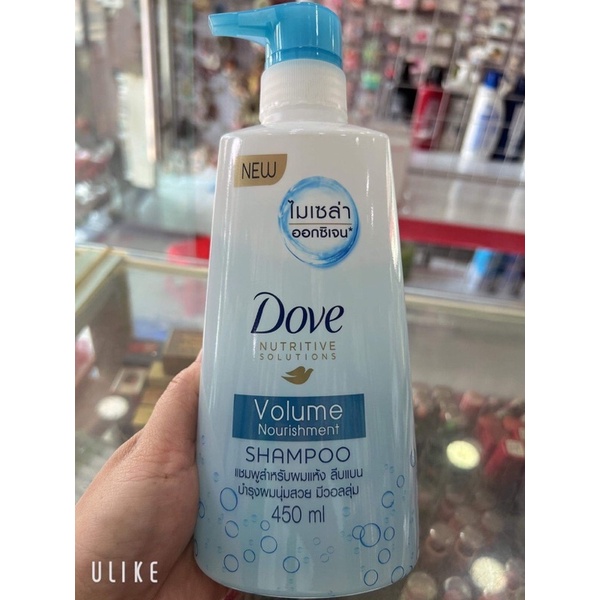 NEW
ไมเซล่า
ออกซิเจน*
Dove
NUTRITIVE
SOLUTIONS
Volume
Nourishment
SHAMPOO
แชมพูสำหรับผมแห้ง ลีบแบน
บำรุงผมนุ่มสวย มีวอลลุ่ม
450 ml
ULIKE